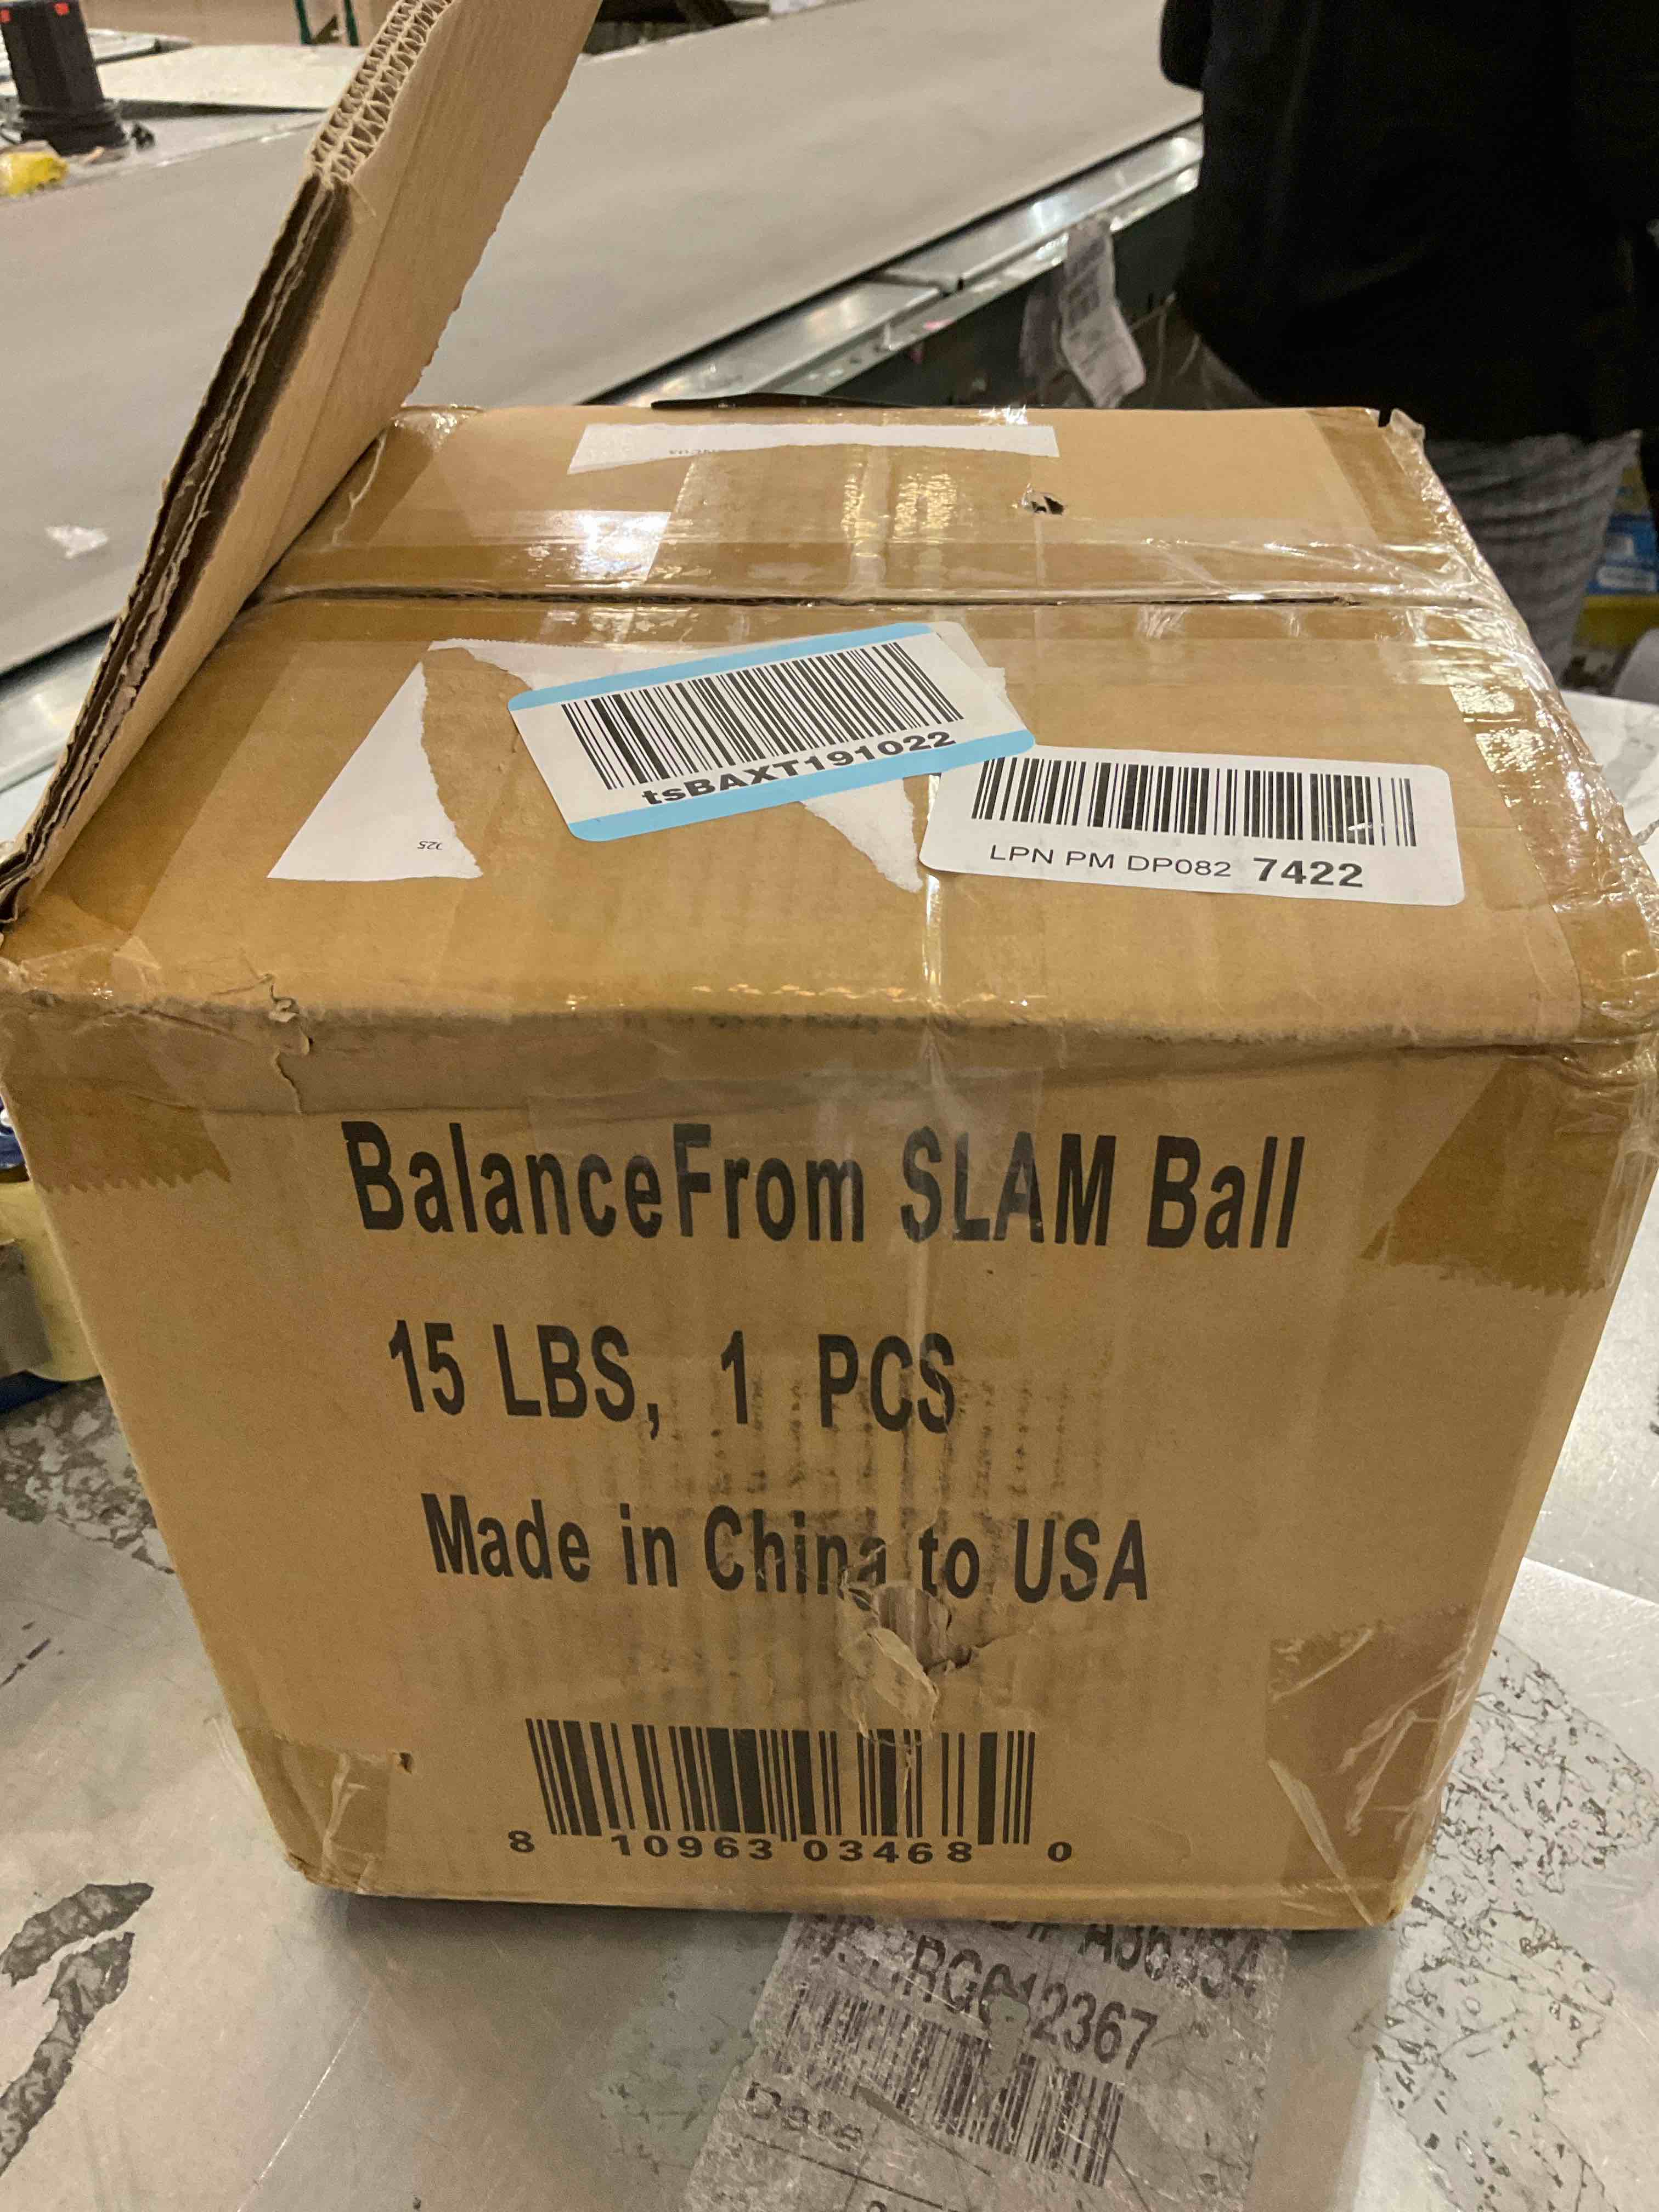 tsBAXT191022
LPN PM DP082 7422
BalanceFrom SLAM Ball
15 LBS, 1 PCS
Made in China to USA
8 10963 03468 0
Date